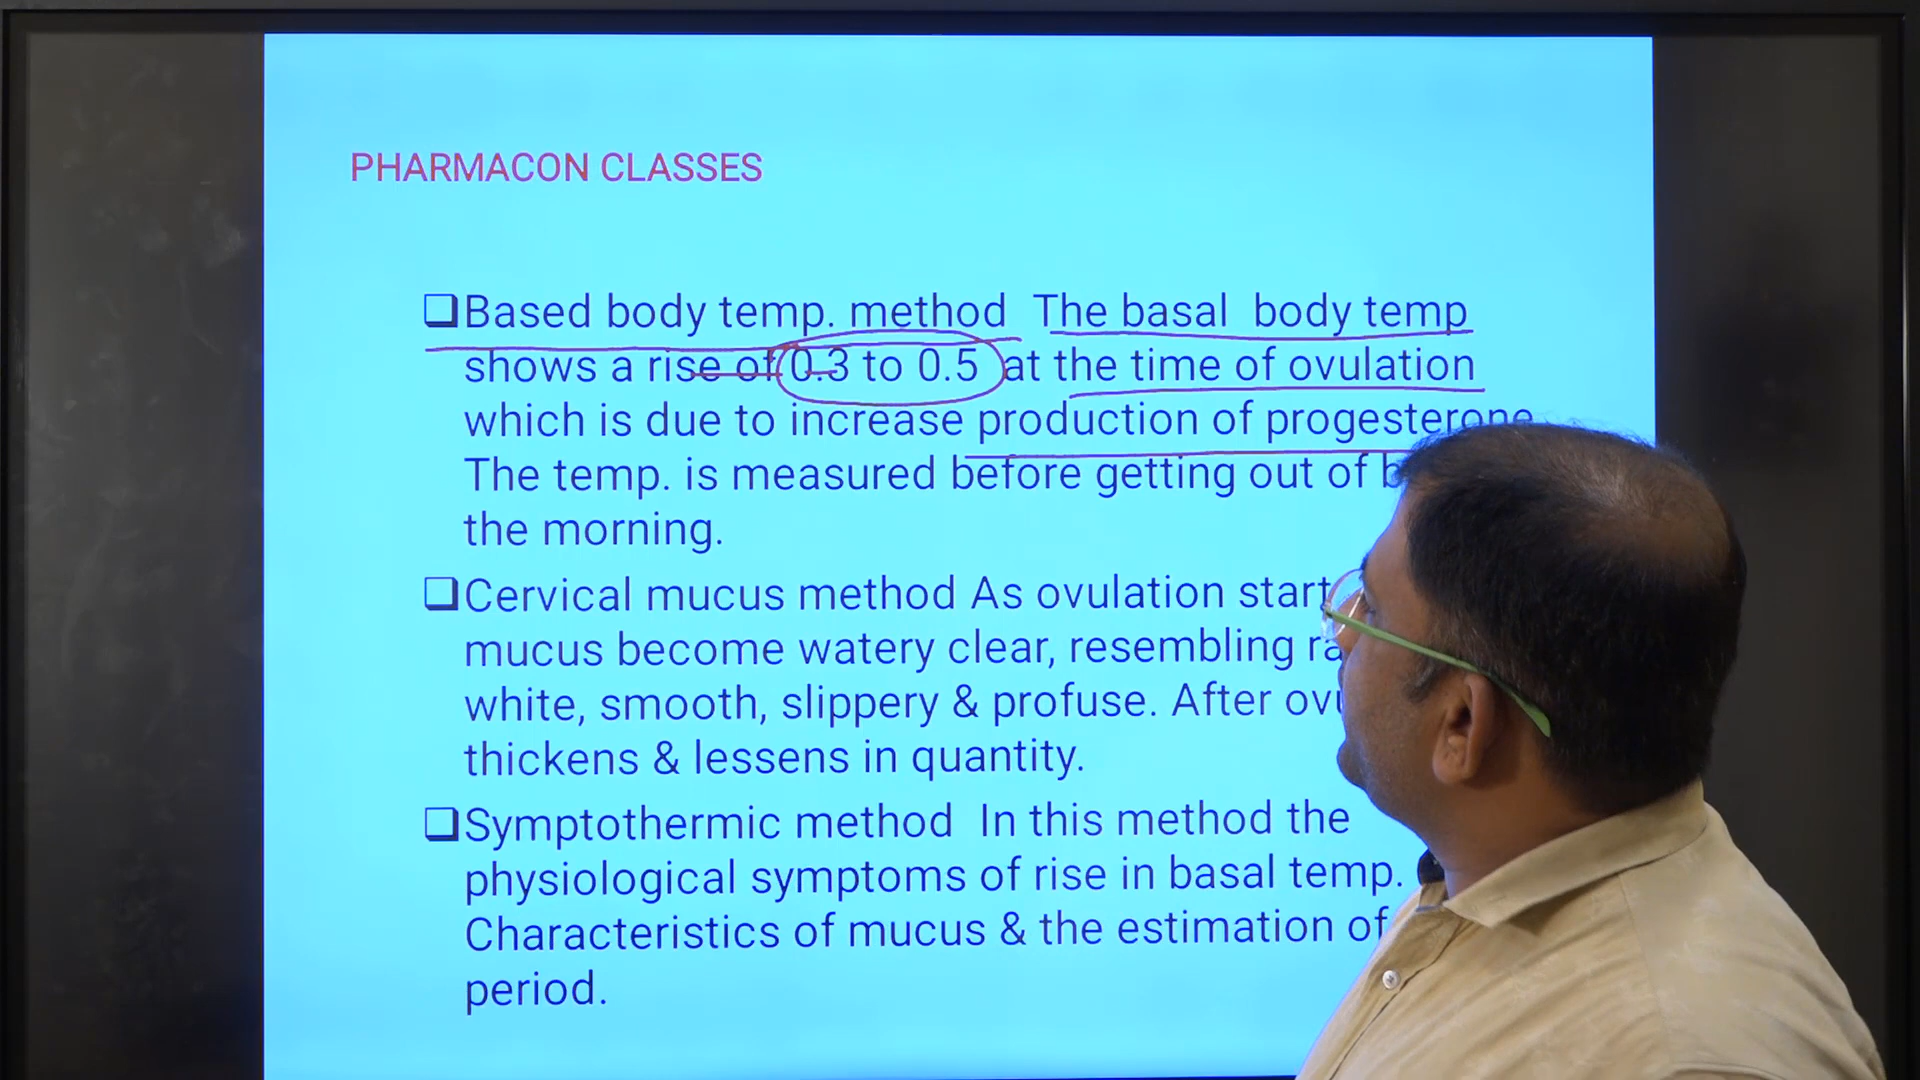 PHARMACON CLASSES
❑Based body temp. method The basal body temp
shows a rise of 0.3 to 0.5 at the time of ovulation
which is due to increase production of progesterone
The temp. is measured before getting out of
the morning.
❑Cervical mucus method As ovulation
mucus become watery clear, resembling
white, smooth, slippery & profuse. After
thickens & lessens in quantity.
❑Symptothermic method In this method the
physiological symptoms of rise in basal temp.
Characteristics of mucus & the estimation of
period.